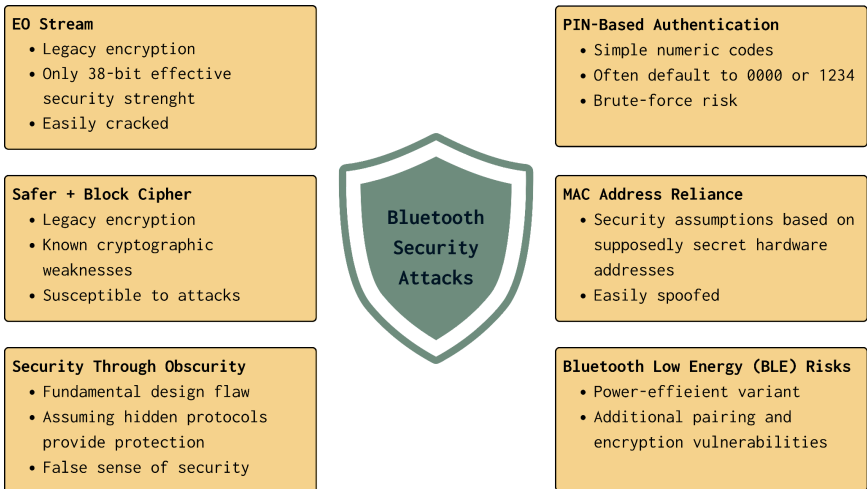 EO Stream
• Legacy encryption
• Only 38-bit effective
security strenght
• Easily cracked
Safer + Block Cipher
• Legacy encryption
• Known cryptographic
weaknesses
• Susceptible to attacks
Security Through Obscurity
• Fundamental design flaw
• Assuming hidden protocols
provide protection
• False sense of security
Bluetooth
Security
Attacks
PIN-Based Authentication
• Simple numeric codes
• Often default to 0000 or 1234
• Brute-force risk
MAC Address Reliance
• Security assumptions based on
supposedly secret hardware
addresses
• Easily spoofed
Bluetooth Low Energy (BLE) Risks
• Power-effieient variant
• Additional pairing and
encryption vulnerabilities